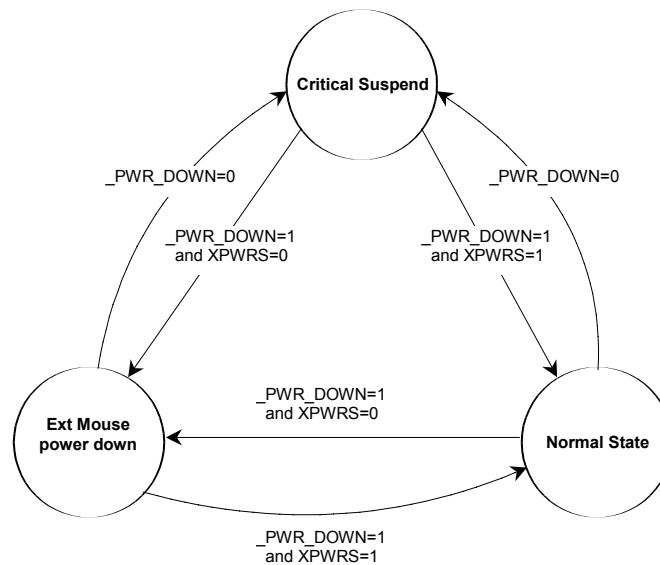 Critical Suspend
_PWR_DOWN=0
_PWR_DOWN=0
_PWR_DOWN=1
and XPWRS=0
_PWR_DOWN=1
and XPWRS=1
_PWR_DOWN=1
and XPWRS=0
Ext Mouse
power down
Normal State
_PWR_DOWN=1
and XPWRS=1